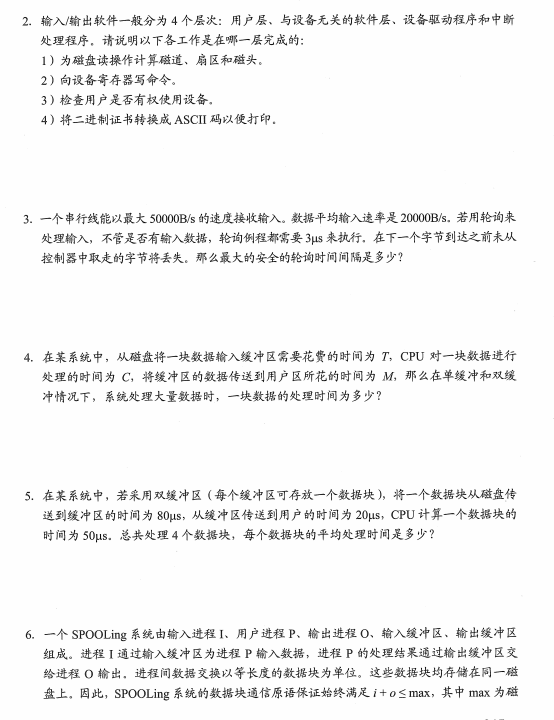 2. 输入/输出软件一般分为 4 个层次：用户层、与设备无关的软件层、设备驱动程序和中断
处理程序。请说明以下各工作是在哪一层完成的：
1）为磁盘读操作计算磁道、扇区和磁头。
2）向设备寄存器写命令。
3）检查用户是否有权使用设备。
4）将二进制证书转换成 ASCII 码以便打印。
3. 一个串行线能以最大 50000B/s 的速度接收输入。数据平均输入速率是 20000B/s。若用轮询来
处理输入，不管是否有输入数据，轮询例程都需要 3μs 来执行。在下一个字节到达之前未从
控制器中取走的字节将丢失。那么最大的安全的轮询时间间隔是多少？
4. 在某系统中，从磁盘将一块数据输入缓冲区需要花费的时间为 T，CPU 对一块数据进行
处理的时间为 C，将缓冲区的数据传送到用户区所花的时间为 M，那么在单缓冲和双缓
冲情况下，系统处理大量数据时，一块数据的处理时间为多少？
5. 在某系统中，若采用双缓冲区（每个缓冲区可存放一个数据块），将一个数据块从磁盘传
送到缓冲区的时间为 80μs，从缓冲区传送到用户的时间为 20μs，CPU 计算一个数据块的
时间为 50μs。总共处理 4 个数据块，每个数据块的平均处理时间是多少？
6. 一个 SPOOLing 系统由输入进程 I、用户进程 P、输出进程 O、输入缓冲区、输出缓冲区
组成。进程 I 通过输入缓冲区为进程 P 输入数据，进程 P 的处理结果通过输出缓冲区交
给进程 O 输出。进程间数据交换以等长度的数据块为单位。这些数据块均存储在同一磁
盘上。因此，SPOOLing 系统的数据块通信原语保证始终满足 i + o ≤ max，其中 max 为磁